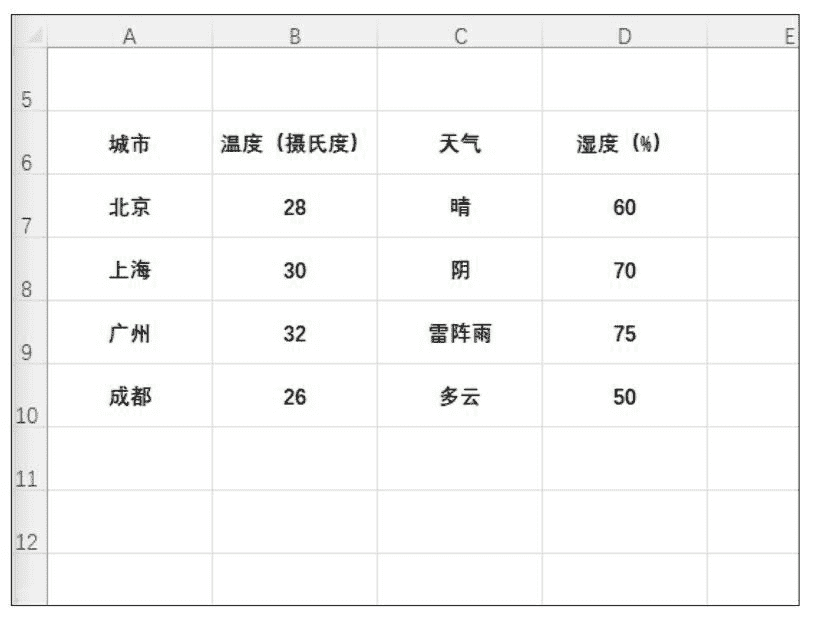 A B C D E
5
6 城市 温度（摄氏度） 天气 湿度（%）
7 北京 28 晴 60
8 上海 30 阴 70
9 广州 32 雷阵雨 75
10 成都 26 多云 50
11
12